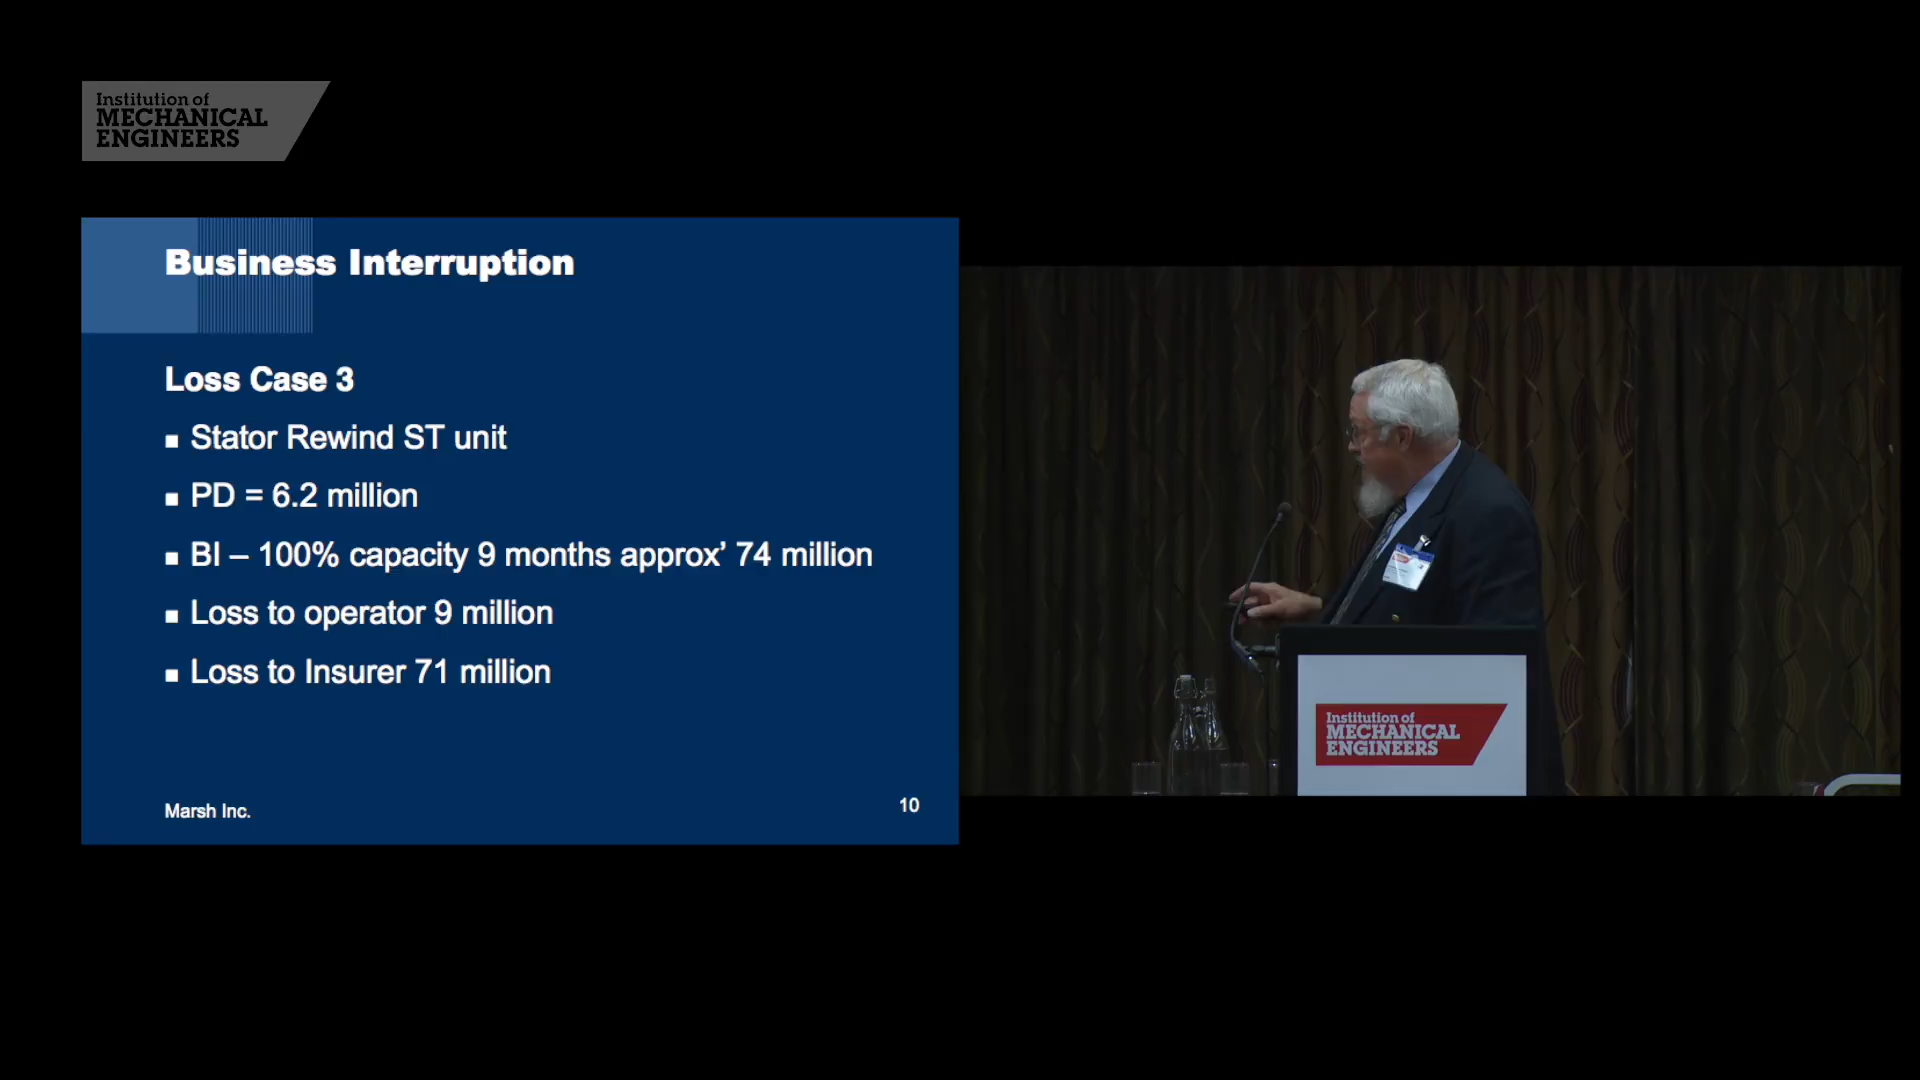 Institution of
MECHANICAL
ENGINEERS
Business Interruption
Loss Case 3
▪ Stator Rewind ST unit
▪ PD = 6.2 million
▪ BI – 100% capacity 9 months approx’ 74 million
▪ Loss to operator 9 million
▪ Loss to Insurer 71 million
Marsh Inc.
10
Institution of
MECHANICAL
ENGINEERS